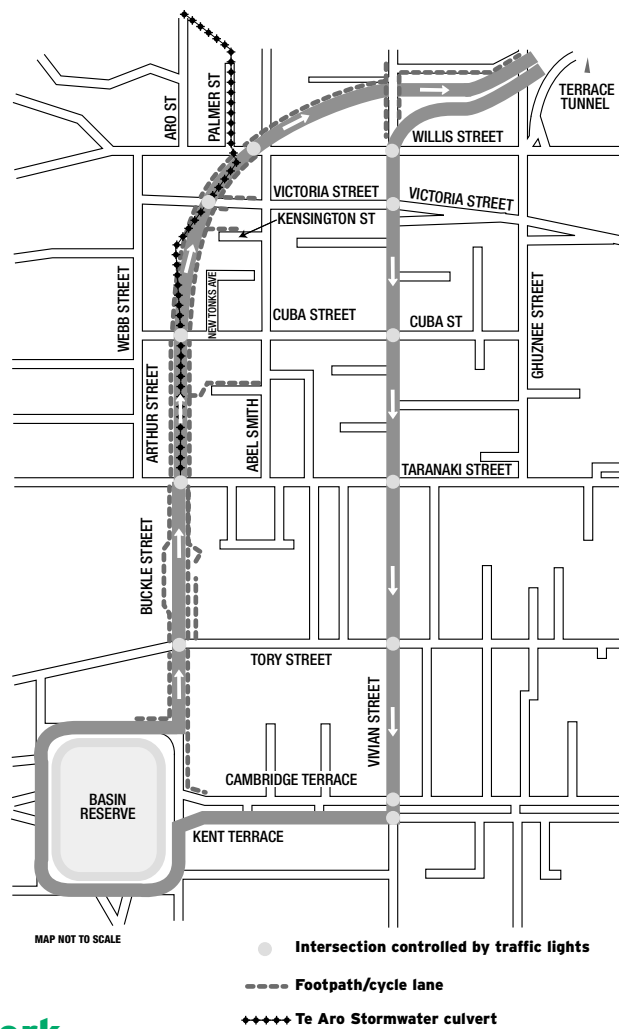 ARO ST
PALMER ST
TERRACE
TUNNEL
WILLIS STREET
VICTORIA STREET
VICTORIA STREET
KENSINGTON ST
WEBB STREET
NEW TONKS AVE
CUBA STREET
CUBA ST
GHUZNEE STREET
ARTHUR STREET
ABEL SMITH
TARANAKI STREET
BUCKLE STREET
TORY STREET
VIVIAN STREET
CAMBRIDGE TERRACE
BASIN
RESERVE
KENT TERRACE
MAP NOT TO SCALE
Intersection controlled by traffic lights
Footpath/cycle lane
Te Aro Stormwater culvert